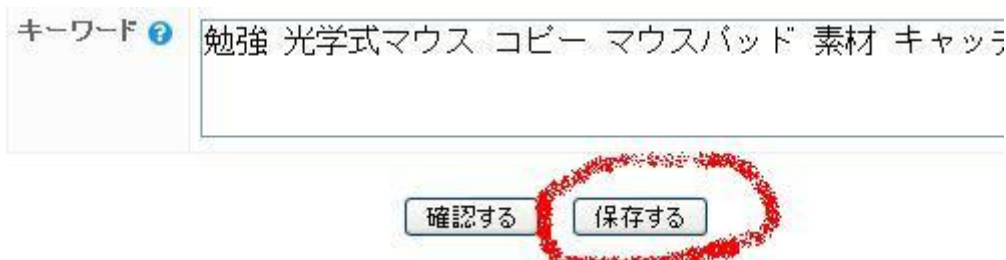 キーワード ?
勉強 光学式マウス コピー マウスパッド 素材 キャッチ
確認する 保存する